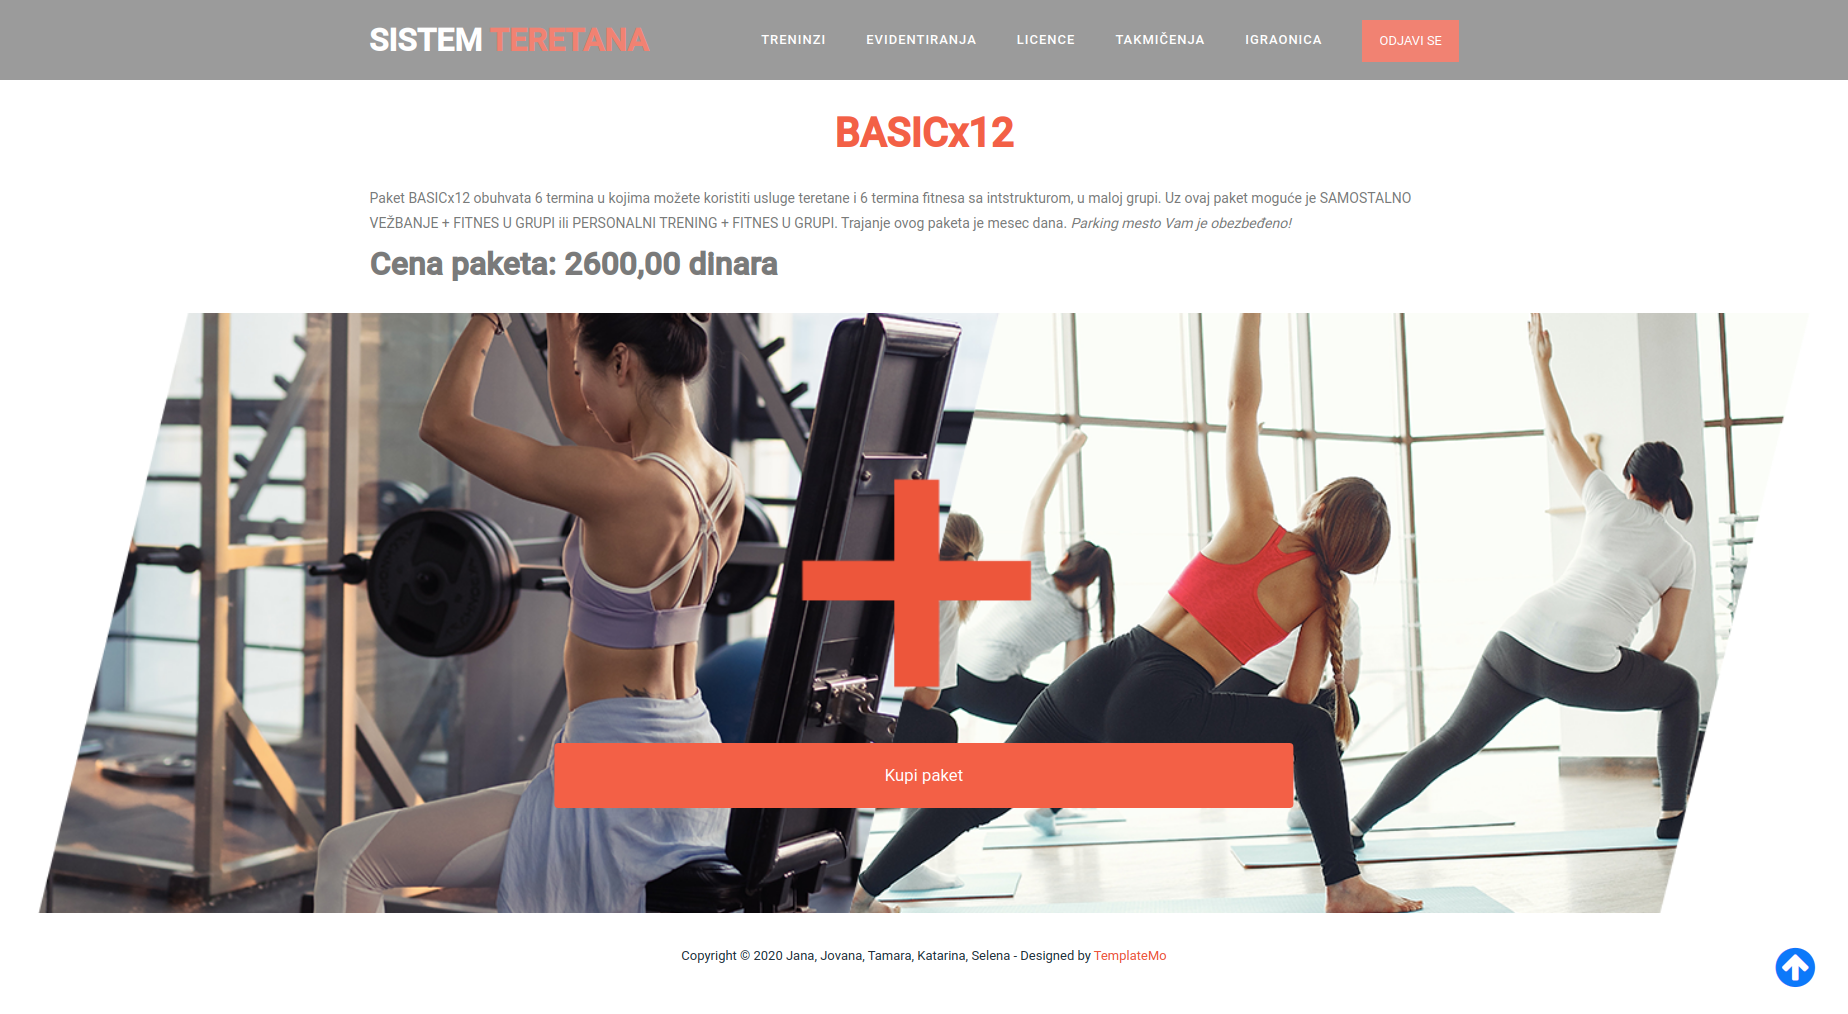 SISTEM TERETANA TRENINZI EVIDENTIRANJA LICENCE TAKMIČENJA IGRAONICA ODJAVI SE
BASICx12
Paket BASICx12 obuhvata 6 termina u kojima možete koristiti usluge teretane i 6 termina fitnesa sa intstrukturom, u maloj grupi. Uz ovaj paket moguće je SAMOSTALNO
VEŽBANJE + FITNES U GRUPI ili PERSONALNI TRENING + FITNES U GRUPI. Trajanje ovog paketa je mesec dana. Parking mesto Vam je obezbeđeno!
Cena paketa: 2600,00 dinara
Kupi paket
Copyright © 2020 Jana, Jovana, Tamara, Katarina, Selena - Designed by TemplateMo